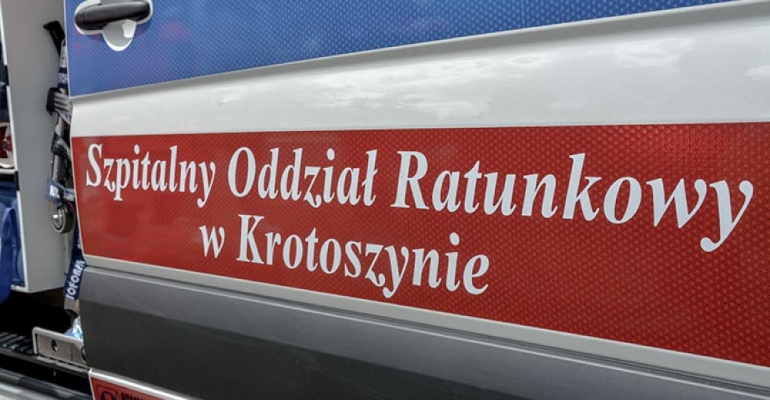 Szpitalny Oddział Ratunkowy
w Krotoszynie